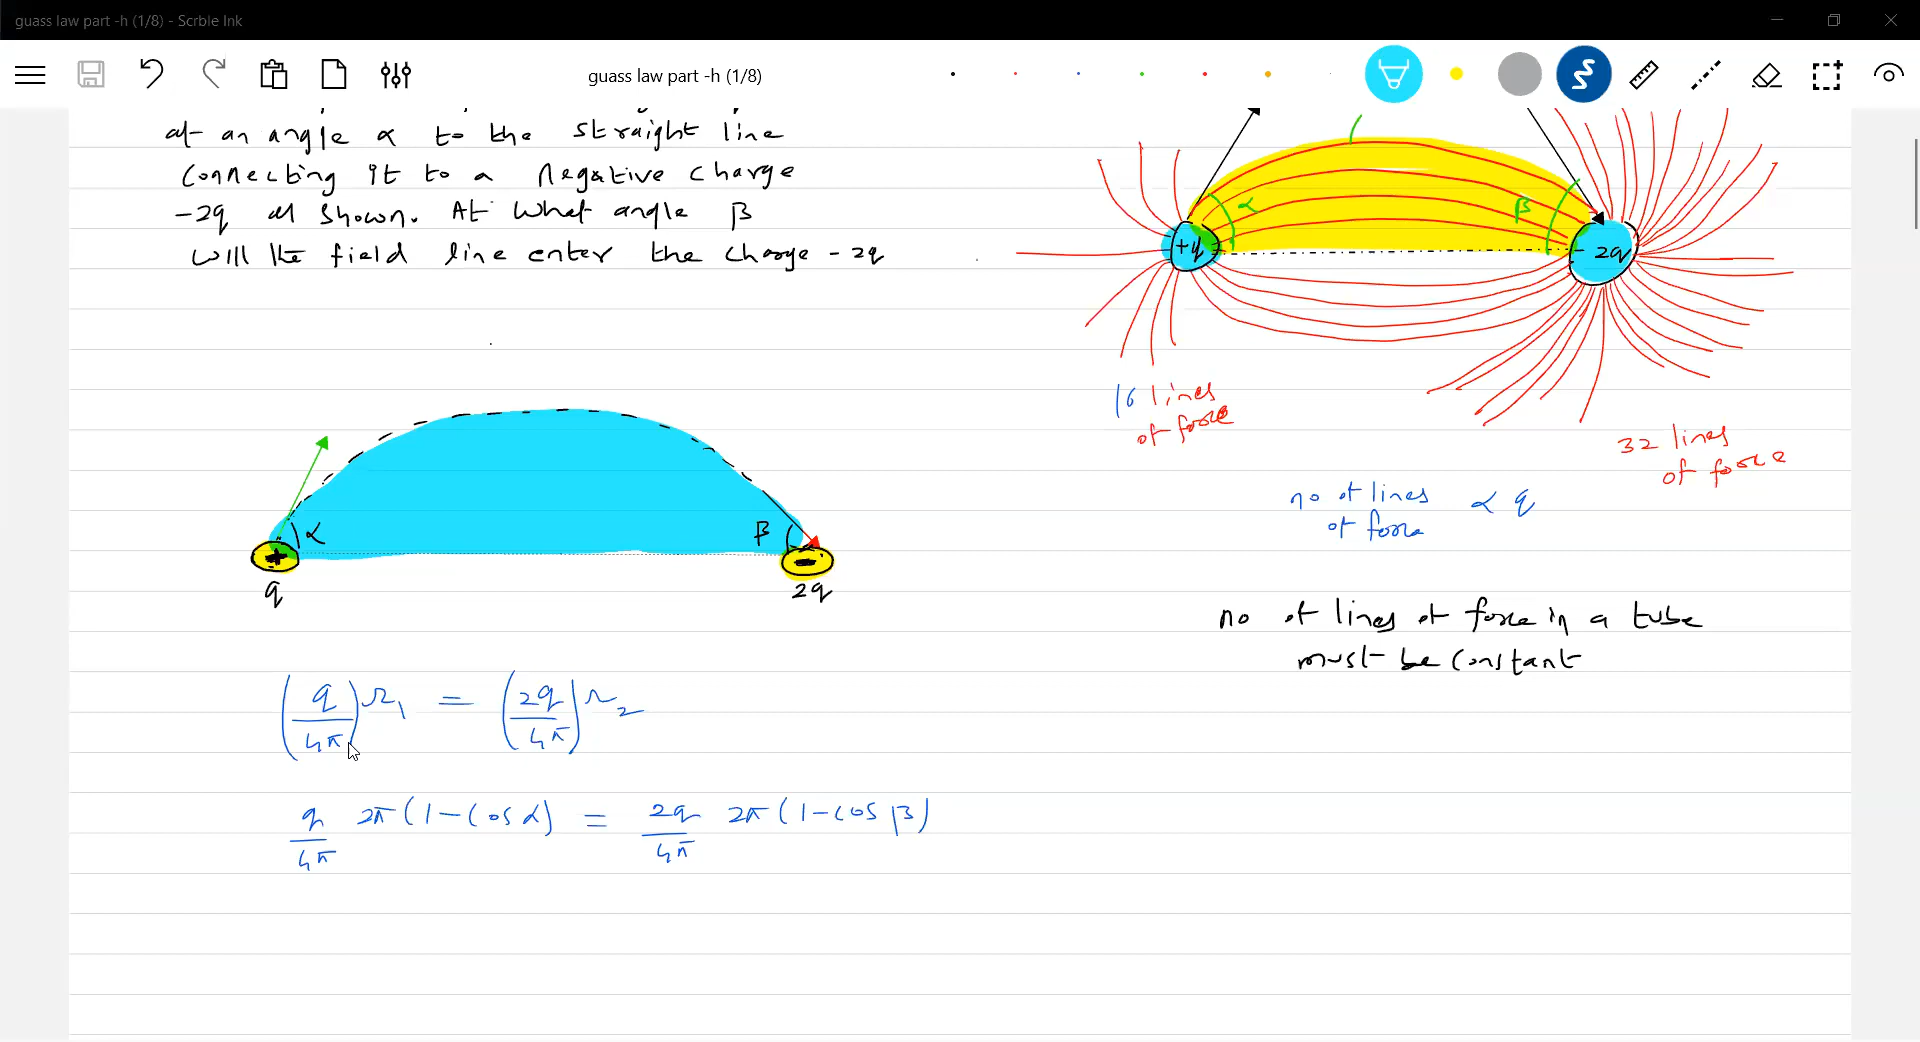 guass law part -h (1/8) - Scrble Ink
guass law part -h (1/8)
at an angle α to the straight line
connecting it to a negative charge
-2q as shown. At what angle β
will the field line enter the charge -2q
α
β
+q
- 2q
16 lines
of force
32 lines
of force
no of lines
of force α q
no of lines of force in a tube
must be constant
α
β
+
-
q
2q
(q/4π) Ω₁ = (2q/4π) Ω₂
q/4π 2π (1 - cos α) = 2q/4π 2π (1 - cos β)